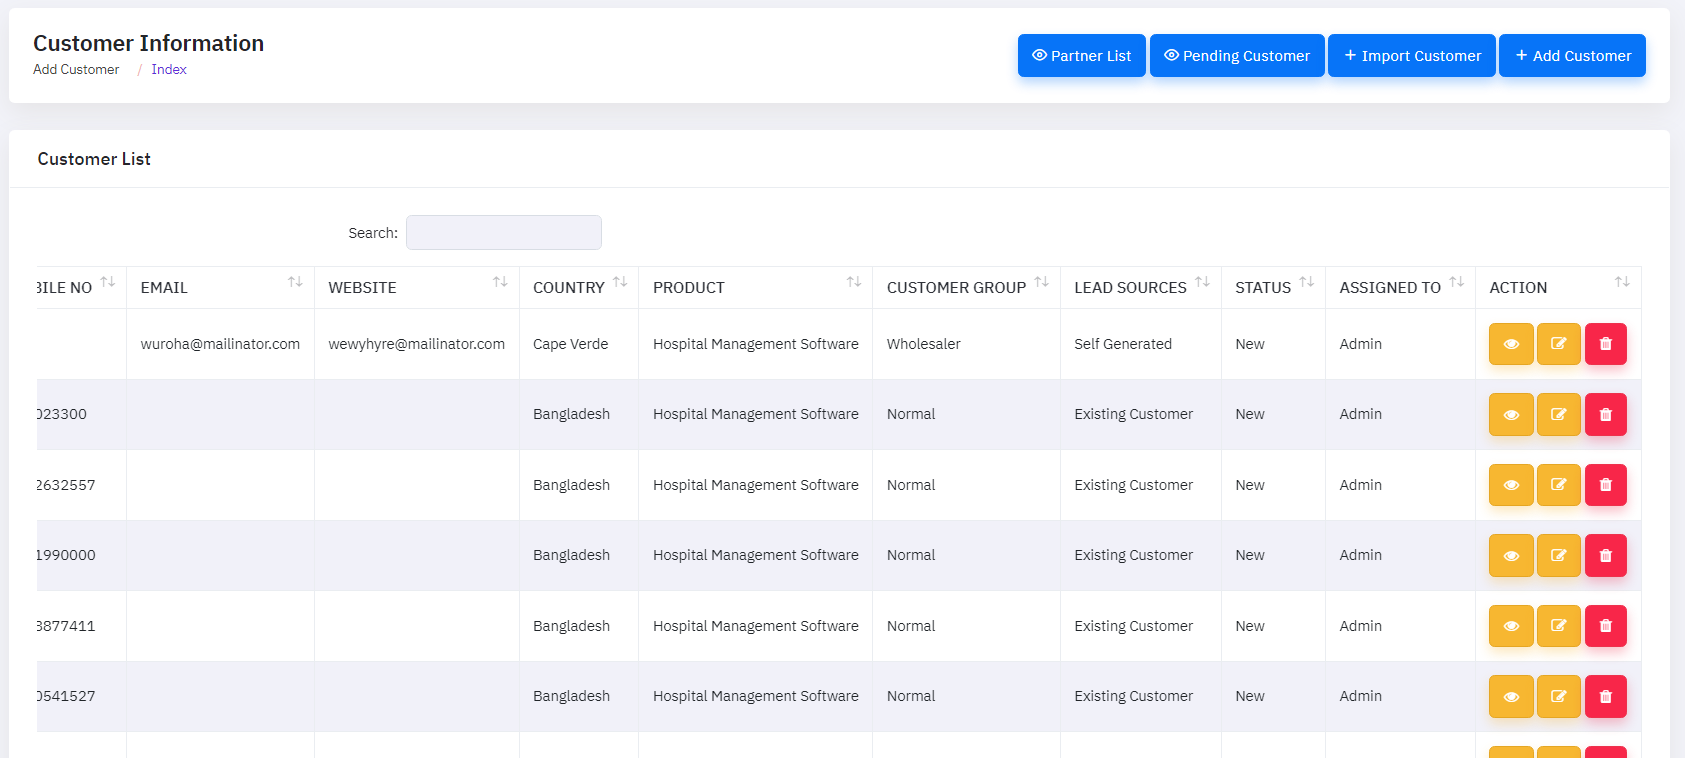 Customer Information
Add Customer / Index
Partner List Pending Customer + Import Customer + Add Customer
Customer List
Search:
BILE NO EMAIL WEBSITE COUNTRY PRODUCT CUSTOMER GROUP LEAD SOURCES STATUS ASSIGNED TO ACTION
wuroha@mailinator.com wewyhyre@mailinator.com Cape Verde Hospital Management Software Wholesaler Self Generated New Admin
023300 Bangladesh Hospital Management Software Normal Existing Customer New Admin
2632557 Bangladesh Hospital Management Software Normal Existing Customer New Admin
1990000 Bangladesh Hospital Management Software Normal Existing Customer New Admin
8877411 Bangladesh Hospital Management Software Normal Existing Customer New Admin
0541527 Bangladesh Hospital Management Software Normal Existing Customer New Admin